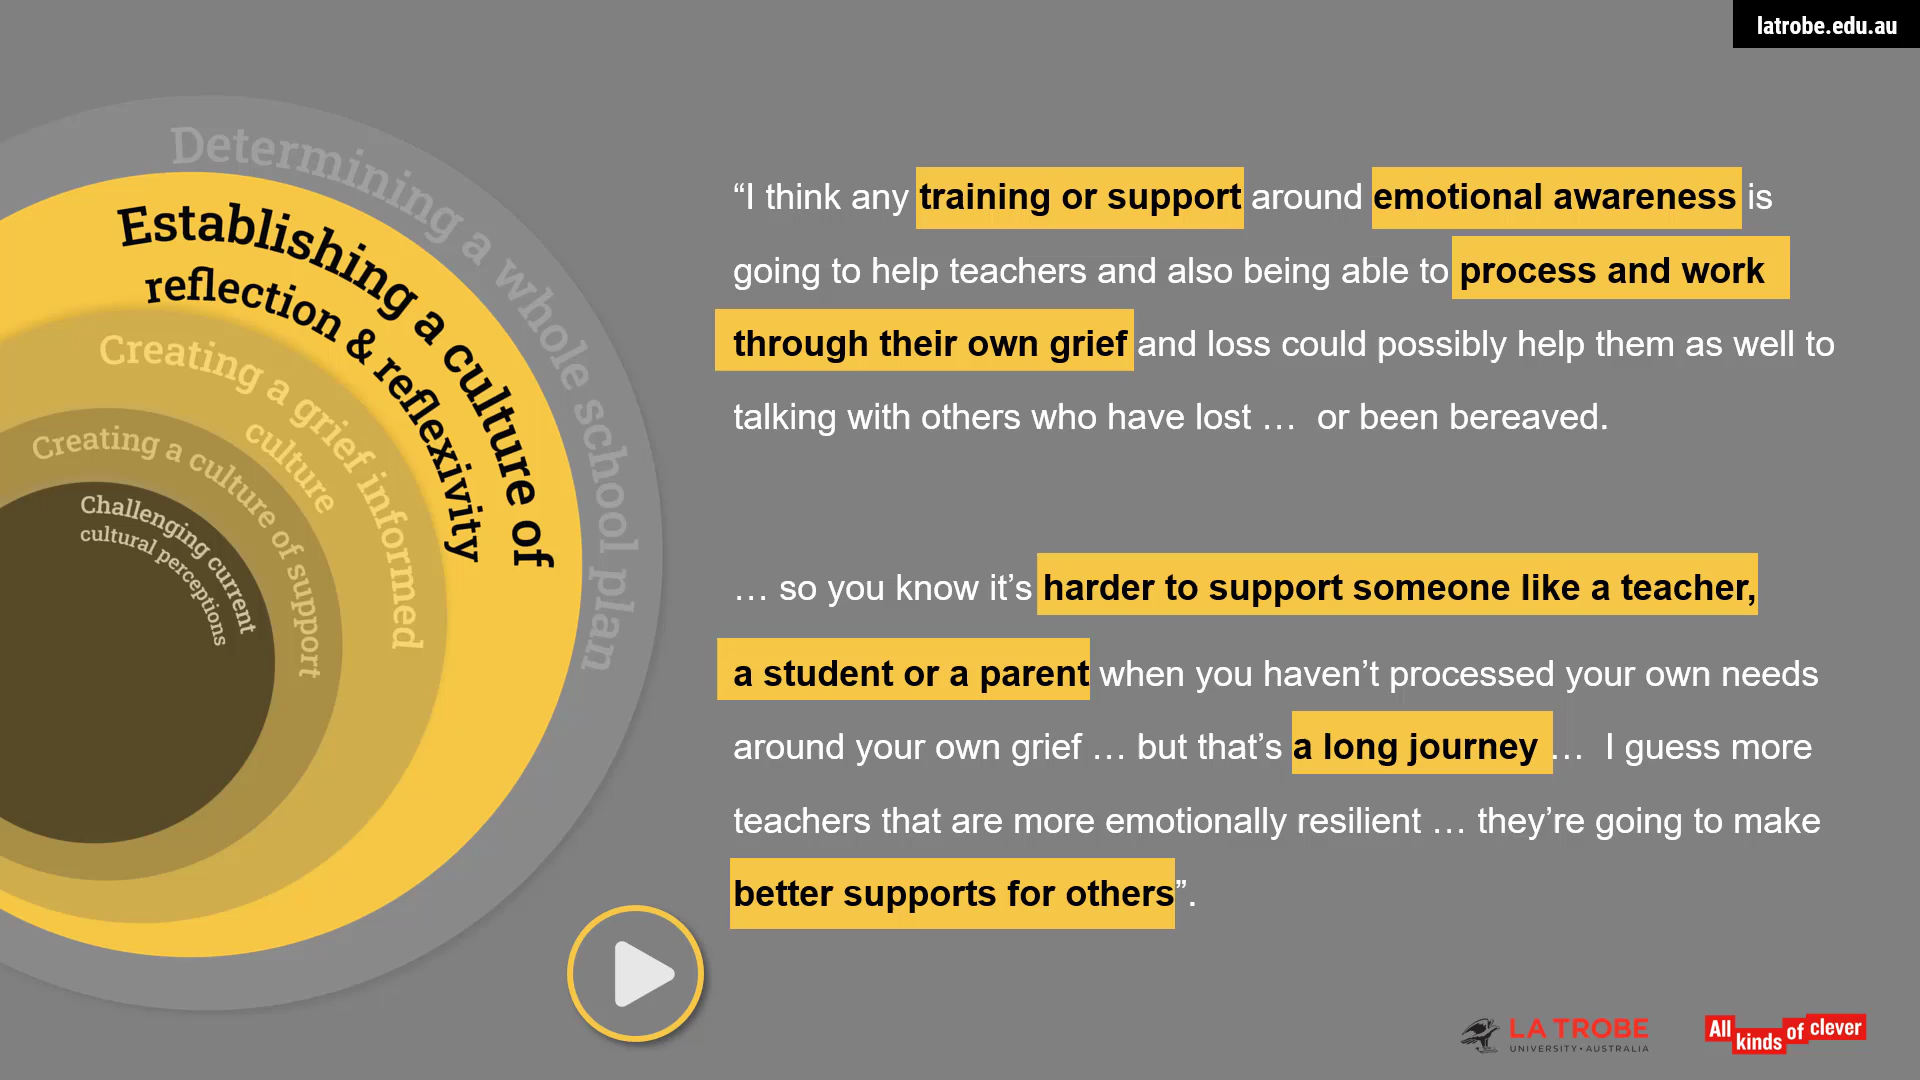 latrobe.edu.au
Determining a whole school plan
Establishing a culture of
reflection & reflexivity
Creating a grief informed
culture
Creating a culture of support
Challenging current
cultural perceptions
“I think any training or support around emotional awareness is
going to help teachers and also being able to process and work
through their own grief and loss could possibly help them as well to
talking with others who have lost … or been bereaved.
… so you know it’s harder to support someone like a teacher,
a student or a parent when you haven’t processed your own needs
around your own grief … but that’s a long journey … I guess more
teachers that are more emotionally resilient … they’re going to make
better supports for others”.
LA TROBE
UNIVERSITY • AUSTRALIA
All kinds of clever